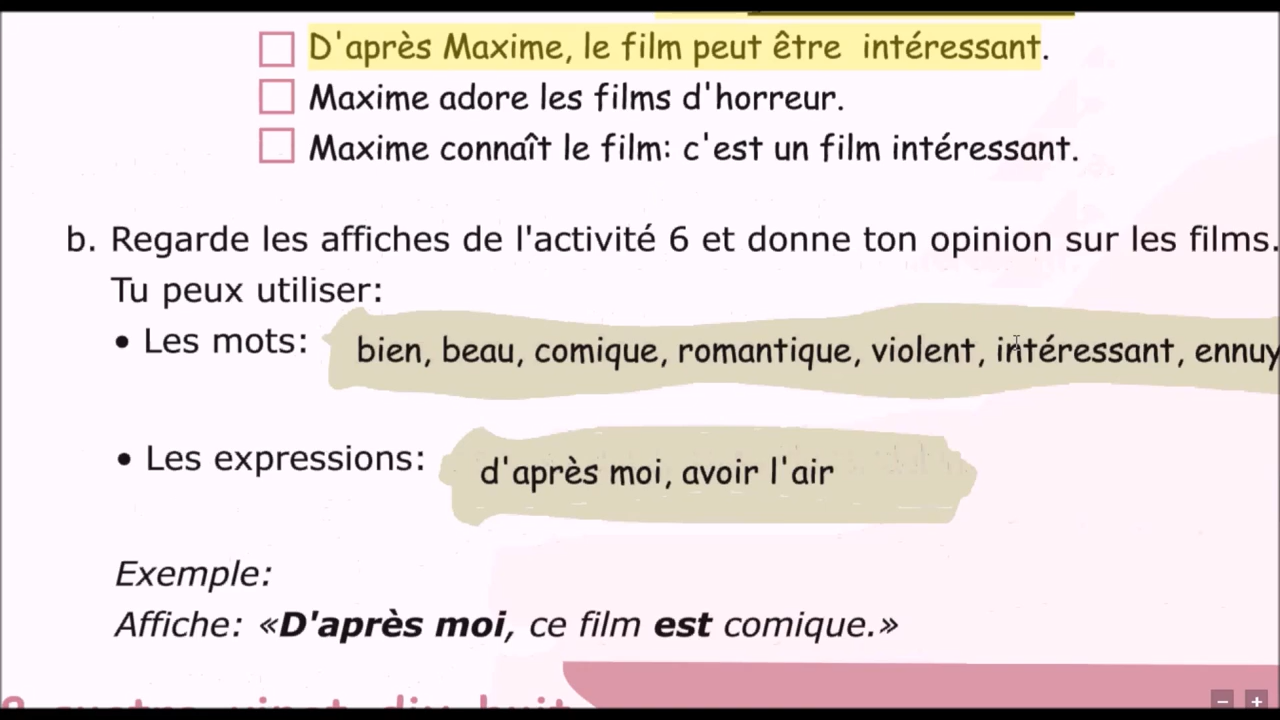 D'après Maxime, le film peut être intéressant.
Maxime adore les films d'horreur.
Maxime connaît le film: c'est un film intéressant.
b. Regarde les affiches de l'activité 6 et donne ton opinion sur les films.
Tu peux utiliser:
• Les mots: bien, beau, comique, romantique, violent, intéressant, ennuy
• Les expressions: d'après moi, avoir l'air
Exemple:
Affiche: «D'après moi, ce film est comique.»